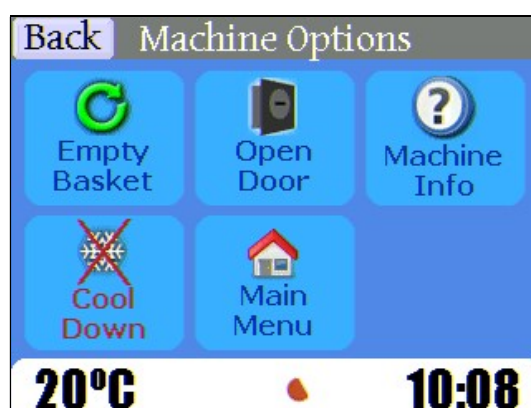 Back Machine Options
Empty
Basket
Open
Door
Machine
Info
Cool
Down
Main
Menu
20°C 10:08